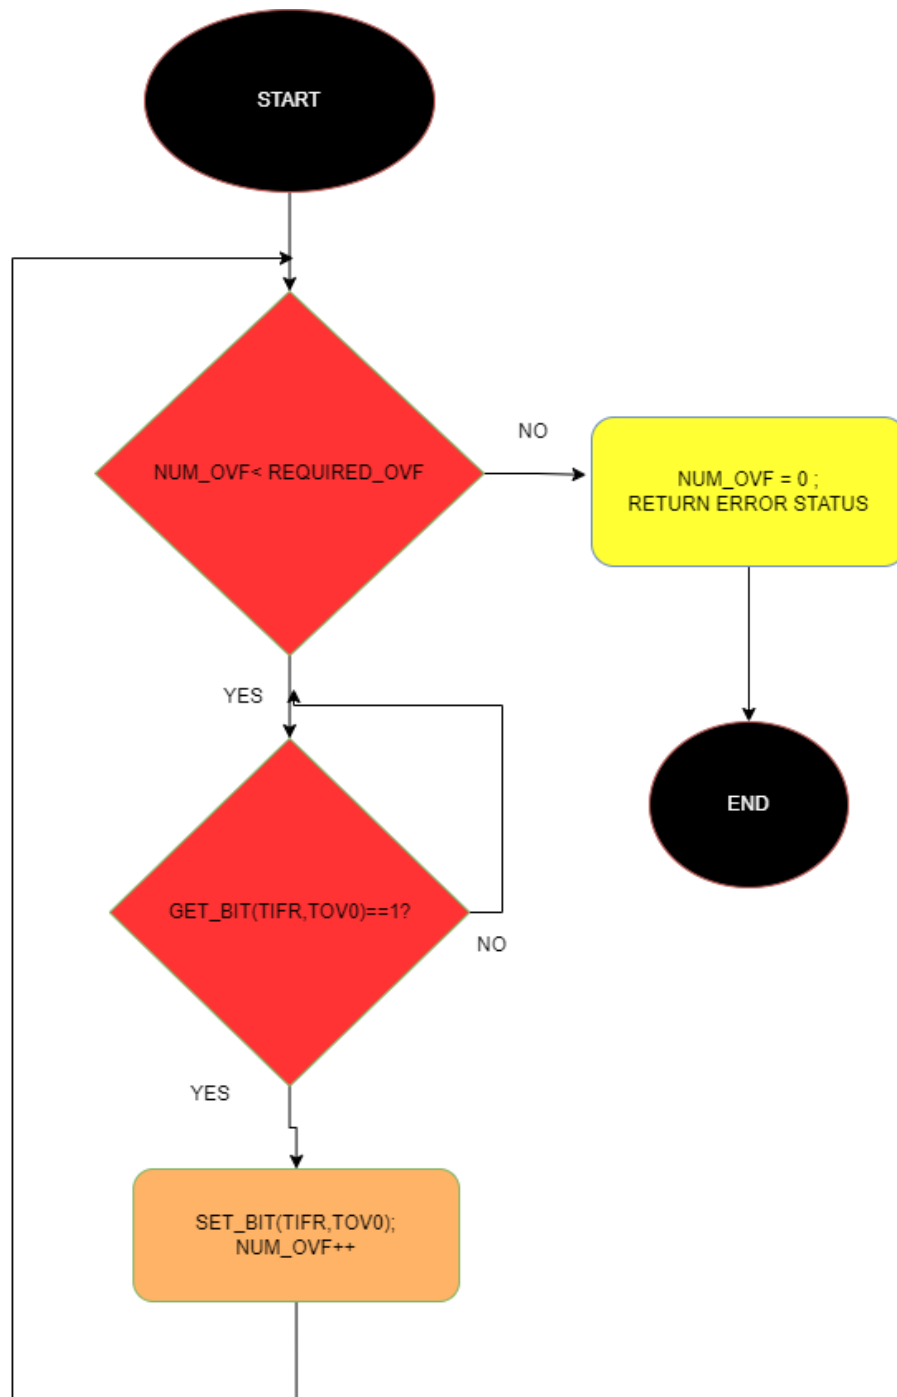 START
NUM_OVF< REQUIRED_OVF
NO
NUM_OVF = 0 ;
RETURN ERROR STATUS
YES
END
GET_BIT(TIFR,TOV0)==1?
NO
YES
SET_BIT(TIFR,TOV0);
NUM_OVF++